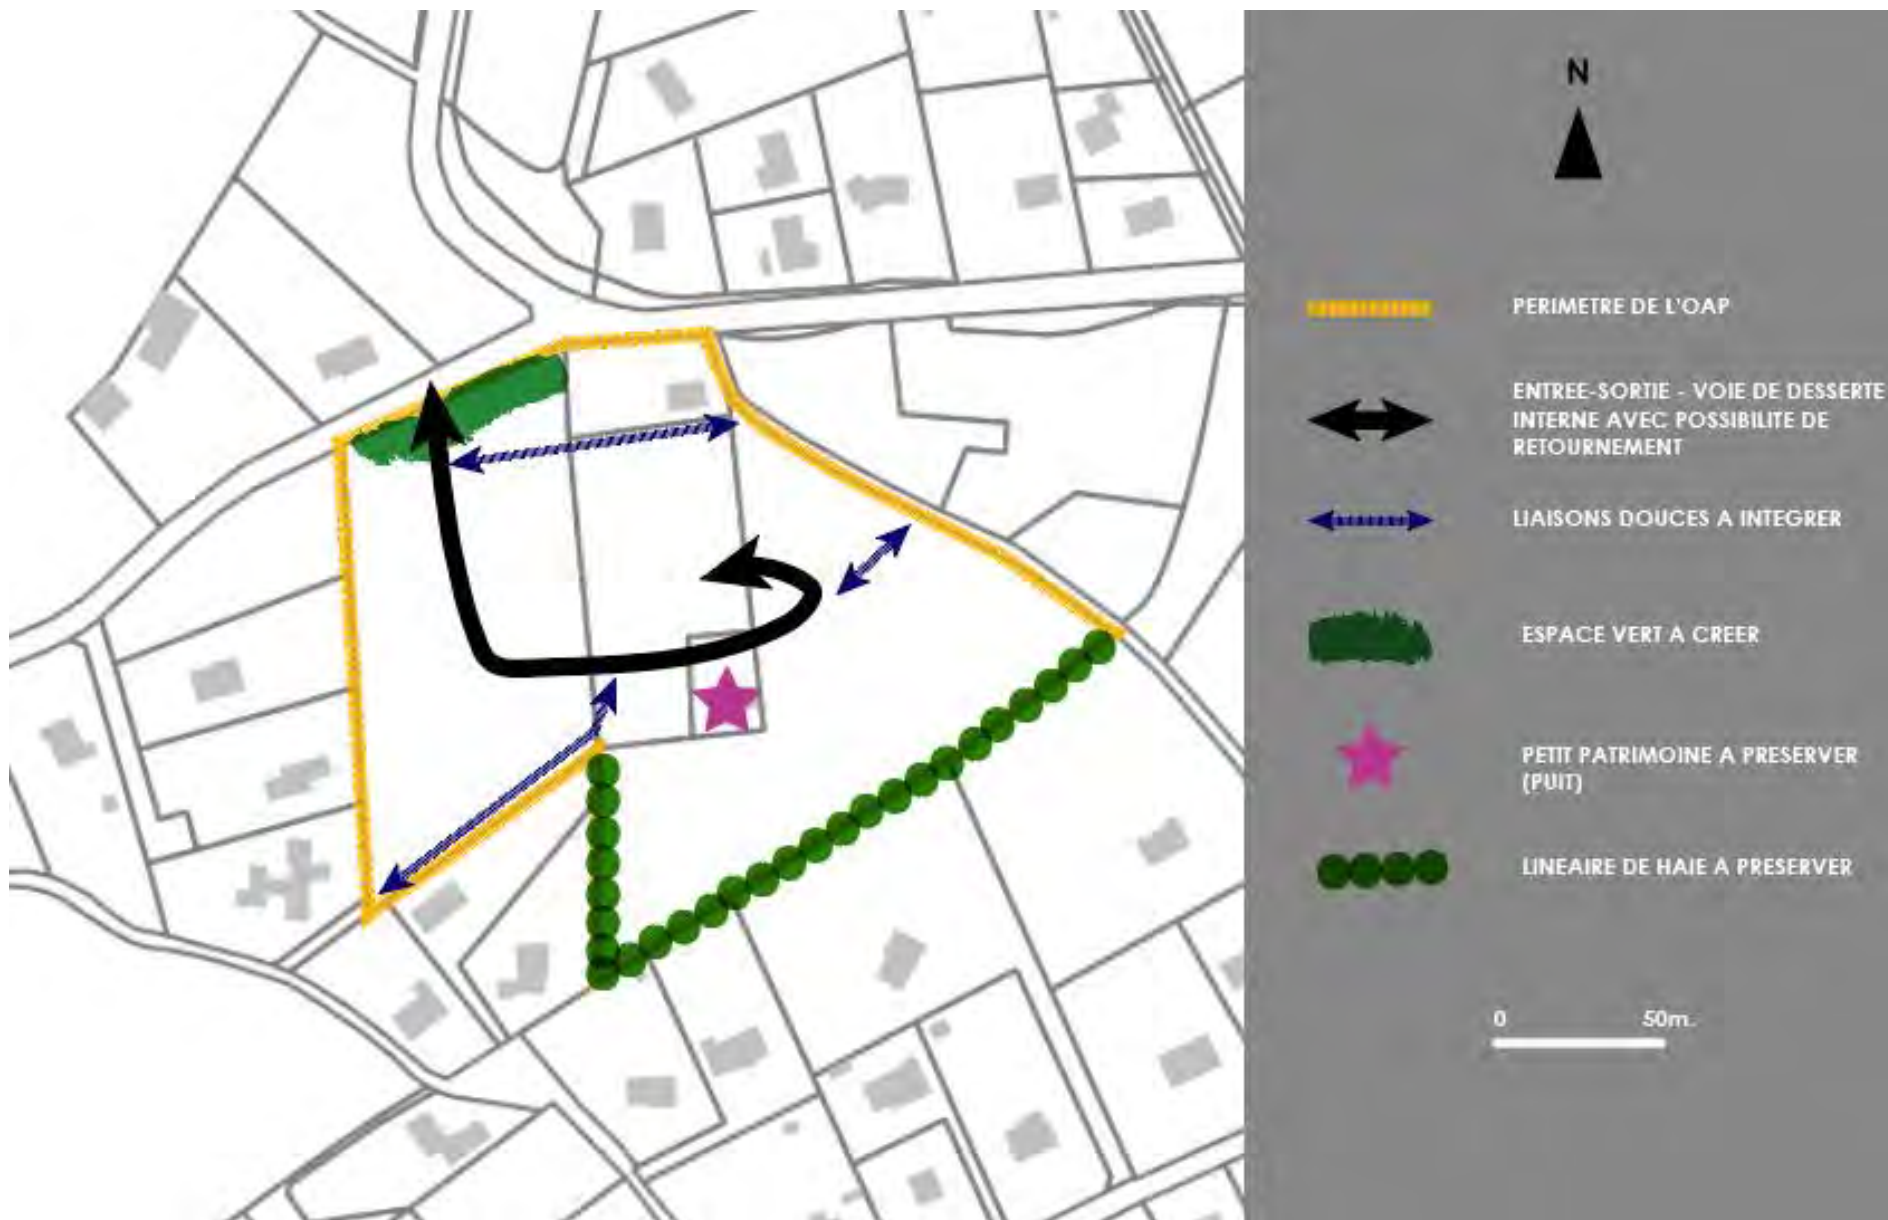 N
PERIMETRE DE L'OAP
ENTREE-SORTIE - VOIE DE DESSERTE
INTERNE AVEC POSSIBILITE DE
RETOURNEMENT
LIAISONS DOUCES A INTEGRER
ESPACE VERT A CREER
PETIT PATRIMOINE A PRESERVER
(PUIT)
LINEAIRE DE HAIE A PRESERVER
0 50m.